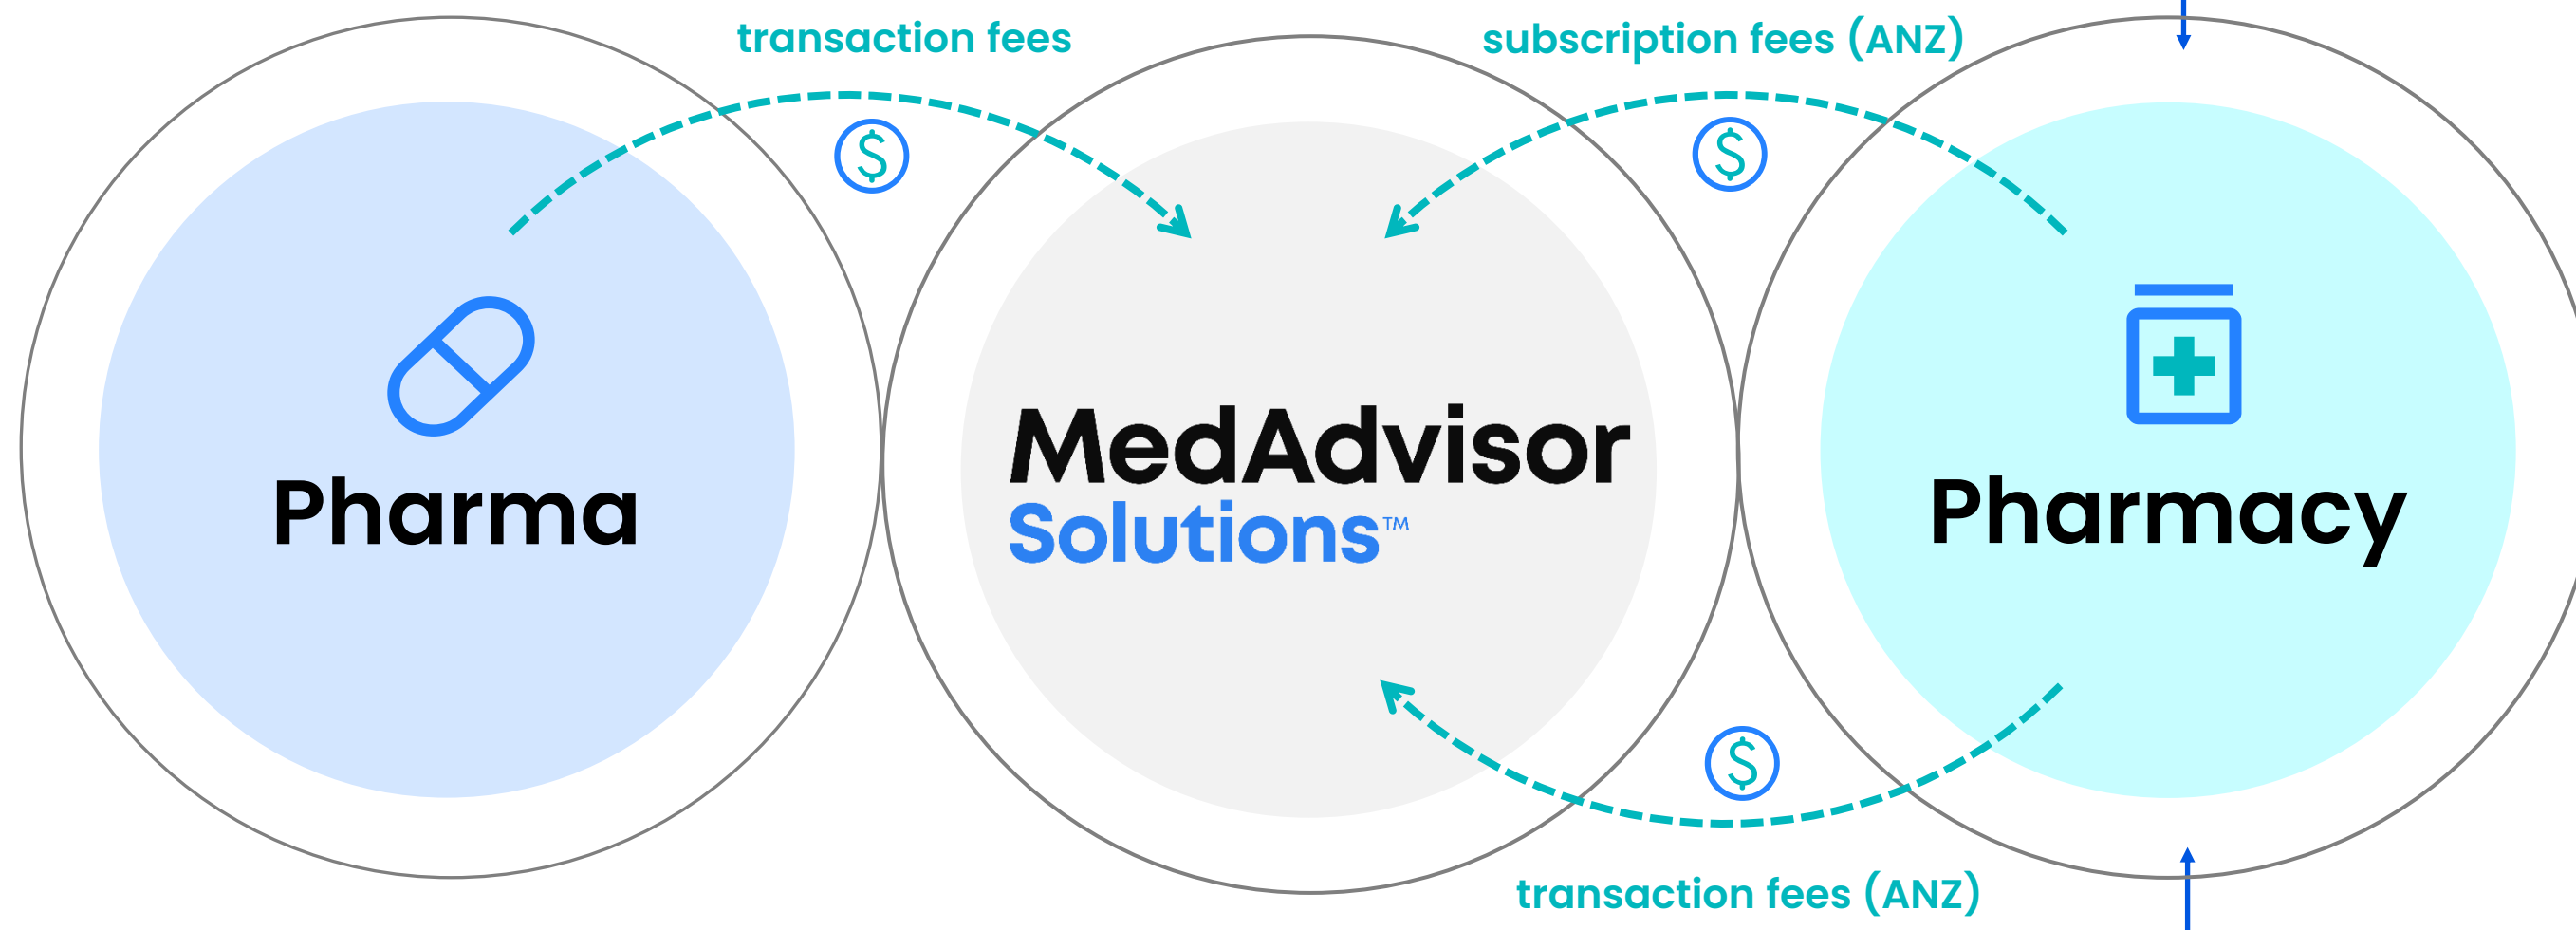 transaction fees
subscription fees (ANZ)
$
$
Pharma
MedAdvisor
Solutions™
Pharmacy
$
transaction fees (ANZ)